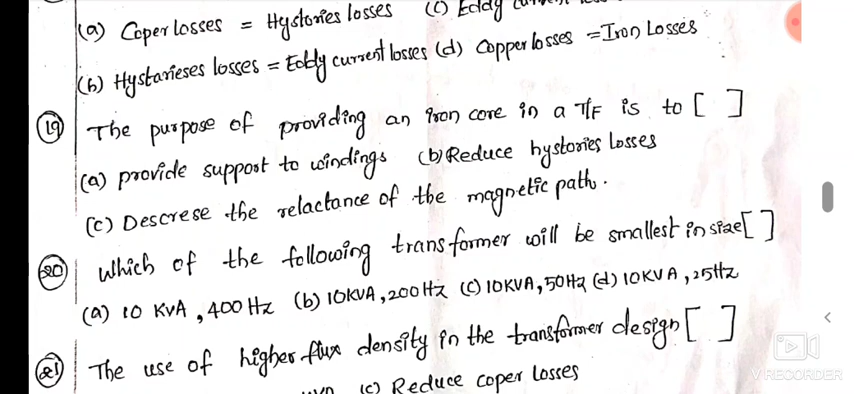 (a) Coper losses = Hystories losses (c) Eddy
(b) Hystarieses losses = Eddy current losses (d) Copper losses = Iron Losses
19 The purpose of providing an iron core in a T/F is to [ ]
(a) provide support to windings (b) Reduce hystories Losses
(c) Descrese the relactance of the magnetic path.
20 Which of the following transformer will be smallest in size [ ]
(a) 10 KVA, 400 Hz (b) 10KVA, 200 Hz (c) 10KVA, 50Hz (d) 10KVA, 25Hz
21 The use of higher flux density in the transformer design [ ]
(c) Reduce coper losses
V RECORDER